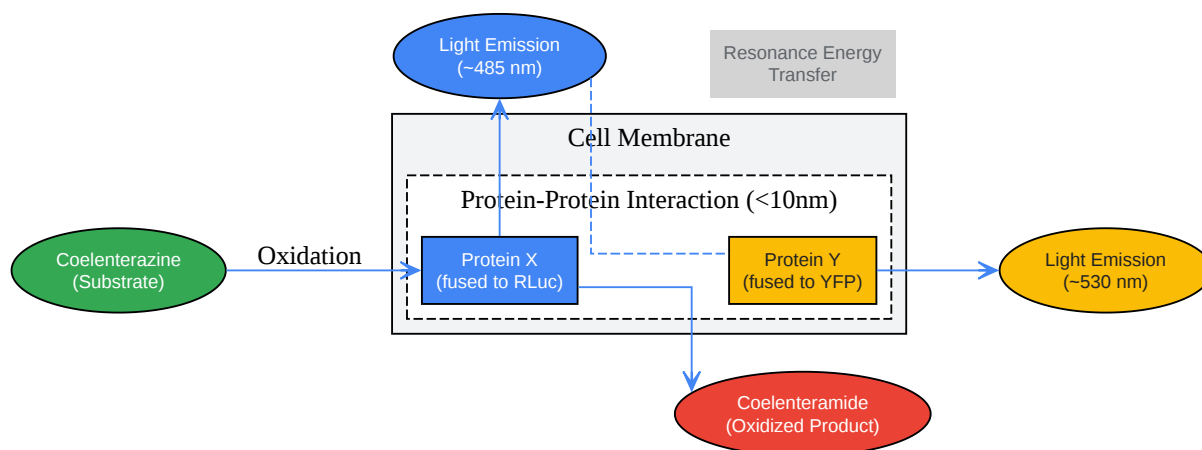 Light Emission
(~485 nm)
Resonance Energy
Transfer
Cell Membrane
Protein-Protein Interaction (<10nm)
Coelenterazine
(Substrate)
Oxidation
Protein X
(fused to RLuc)
Protein Y
(fused to YFP)
Light Emission
(~530 nm)
Coelenteramide
(Oxidized Product)